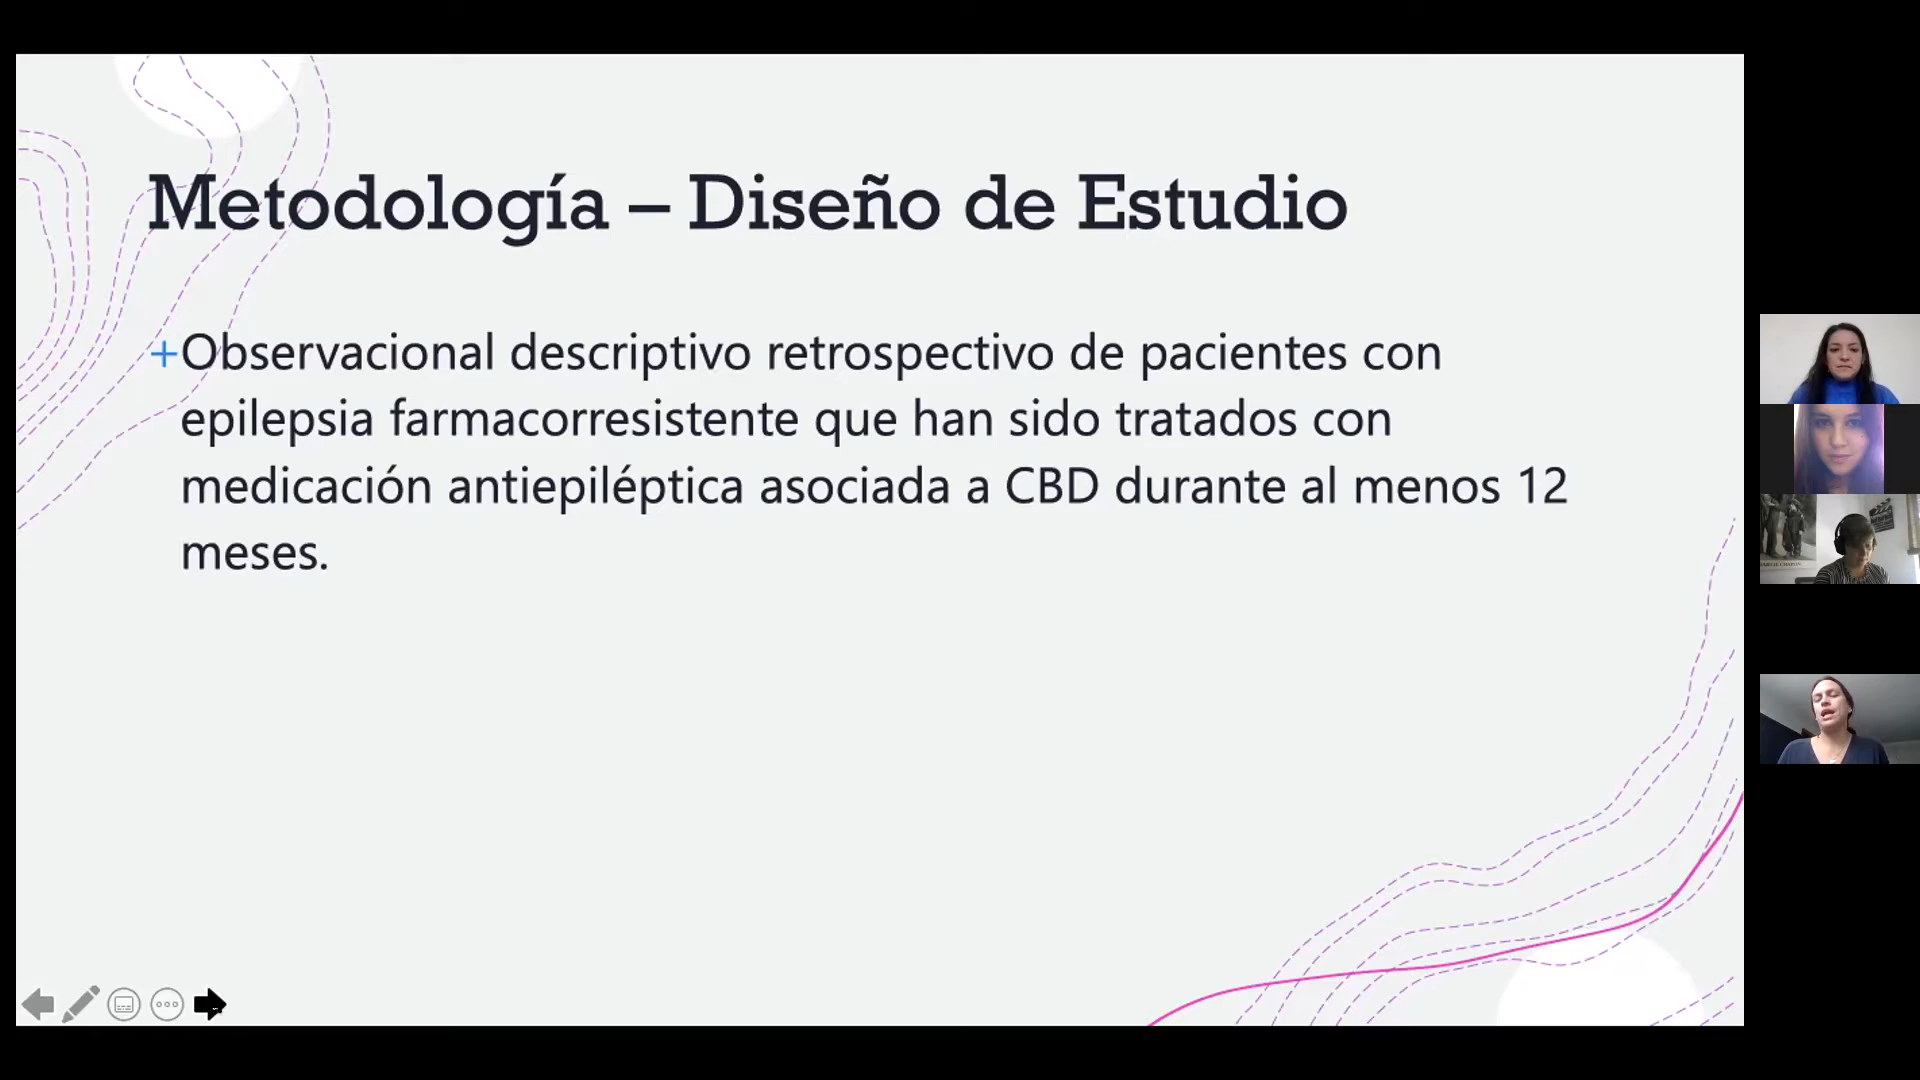 Metodología – Diseño de Estudio
+Observacional descriptivo retrospectivo de pacientes con
epilepsia farmacorresistente que han sido tratados con
medicación antiepiléptica asociada a CBD durante al menos 12
meses.